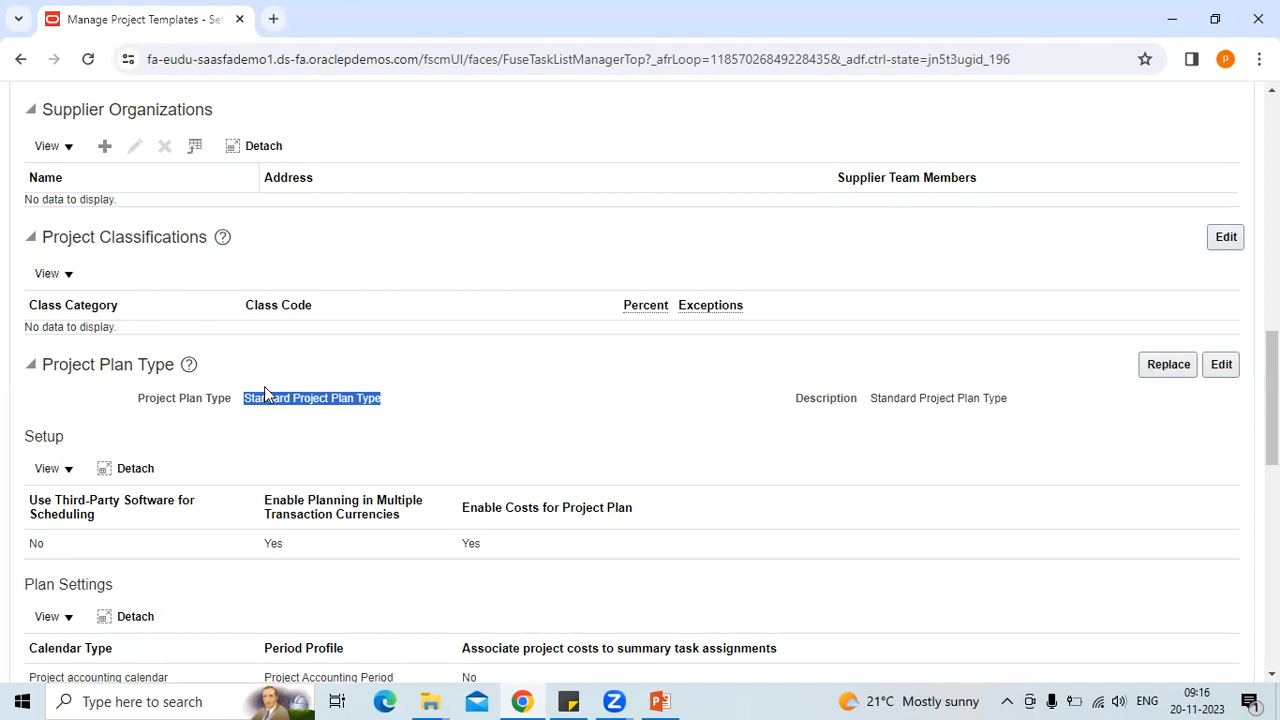 Manage Project Templates - Se
fa-eudu-saasfademo1.ds-fa.oraclepdemos.com/fscmUI/faces/FuseTaskListManagerTop?_afrLoop=11857026849228435&_adf.ctrl-state=jn5t3ugid_196
P
Supplier Organizations
View Detach
Name Address Supplier Team Members
No data to display.
Project Classifications ? Edit
View
Class Category Class Code Percent Exceptions
No data to display.
Project Plan Type ? Replace Edit
Project Plan Type Standard Project Plan Type Description Standard Project Plan Type
Setup
View Detach
Use Third-Party Software for Scheduling Enable Planning in Multiple Transaction Currencies Enable Costs for Project Plan
No Yes Yes
Plan Settings
View Detach
Calendar Type Period Profile Associate project costs to summary task assignments
Project accounting calendar Project Accounting Period No
Type here to search 21°C Mostly sunny ENG 09:16
20-11-2023